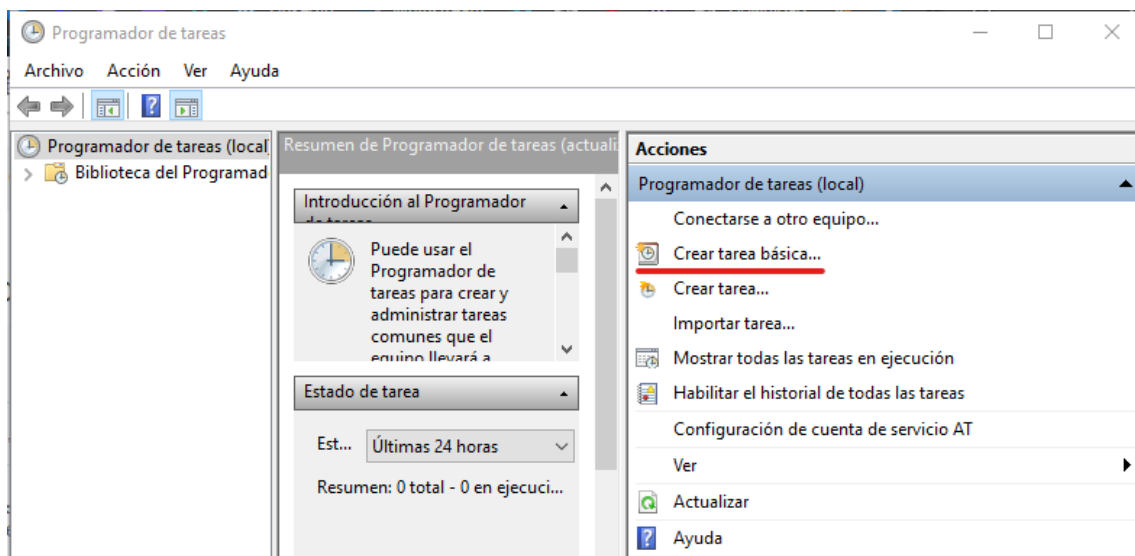 Programador de tareas
Archivo Acción Ver Ayuda
Programador de tareas (local
Biblioteca del Programad
Resumen de Programador de tareas (actuali
Introducción al Programador
de tareas
Puede usar el
Programador de
tareas para crear y
administrar tareas
comunes que el
equipo llevará a
Estado de tarea
Est... Últimas 24 horas
Resumen: 0 total - 0 en ejecuci...
Acciones
Programador de tareas (local)
Conectarse a otro equipo...
Crear tarea básica...
Crear tarea...
Importar tarea...
Mostrar todas las tareas en ejecución
Habilitar el historial de todas las tareas
Configuración de cuenta de servicio AT
Ver
Actualizar
Ayuda